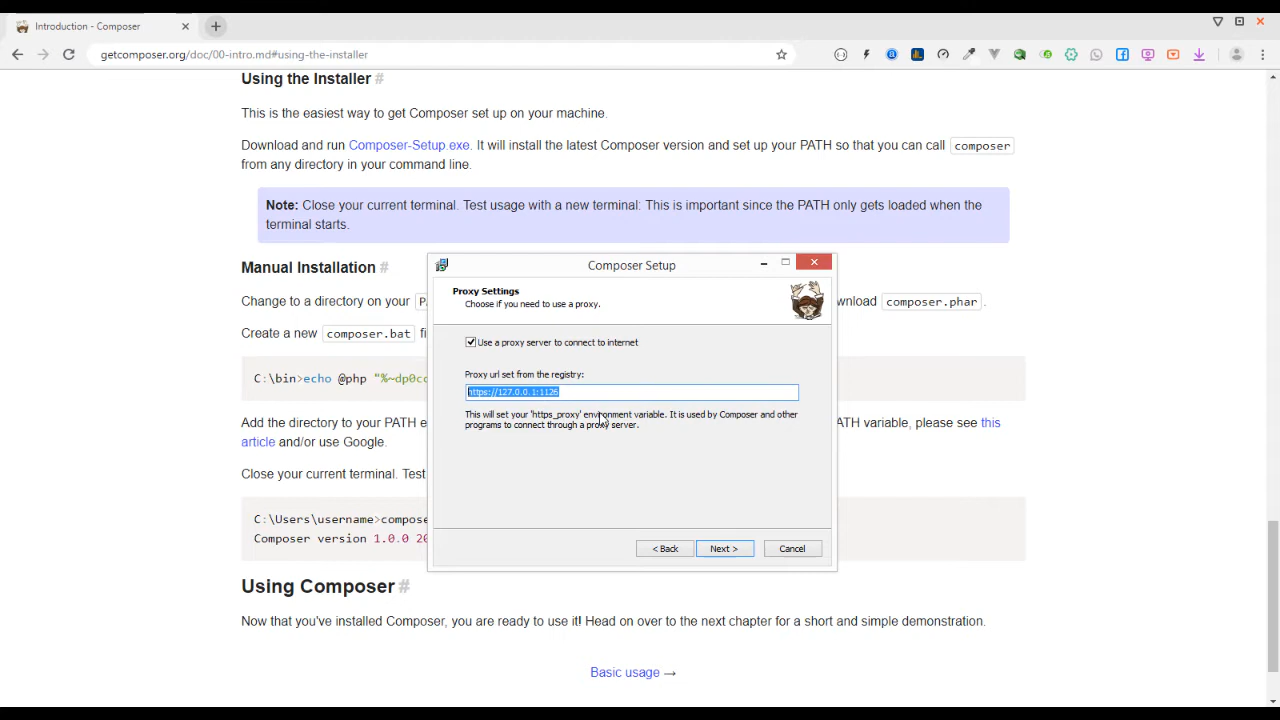 Introduction - Composer
getcomposer.org/doc/00-intro.md#using-the-installer
Using the Installer #
This is the easiest way to get Composer set up on your machine.
Download and run Composer-Setup.exe. It will install the latest Composer version and set up your PATH so that you can call composer
from any directory in your command line.
Note: Close your current terminal. Test usage with a new terminal: This is important since the PATH only gets loaded when the
terminal starts.
Composer Setup
Manual Installation #
Proxy Settings
Choose if you need to use a proxy.
Change to a directory on your
wnload composer.phar .
Create a new composer.bat fi
Use a proxy server to connect to internet
Proxy url set from the registry:
C:\bin>echo @php "%~dp0co
https://127.0.0.1:1126
This will set your 'https_proxy' environment variable. It is used by Composer and other
programs to connect through a proxy server.
Add the directory to your PATH e
PATH variable, please see this
article and/or use Google.
Close your current terminal. Test
C:\Users\username>compose
Composer version 1.0.0 20
< Back
Next >
Cancel
Using Composer #
Now that you've installed Composer, you are ready to use it! Head on over to the next chapter for a short and simple demonstration.
Basic usage →